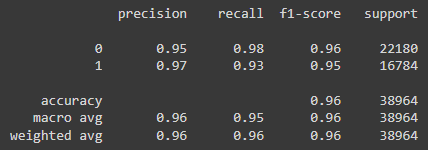 precision recall f1-score support
0 0.95 0.98 0.96 22180
1 0.97 0.93 0.95 16784
accuracy 0.96 38964
macro avg 0.96 0.95 0.96 38964
weighted avg 0.96 0.96 0.96 38964